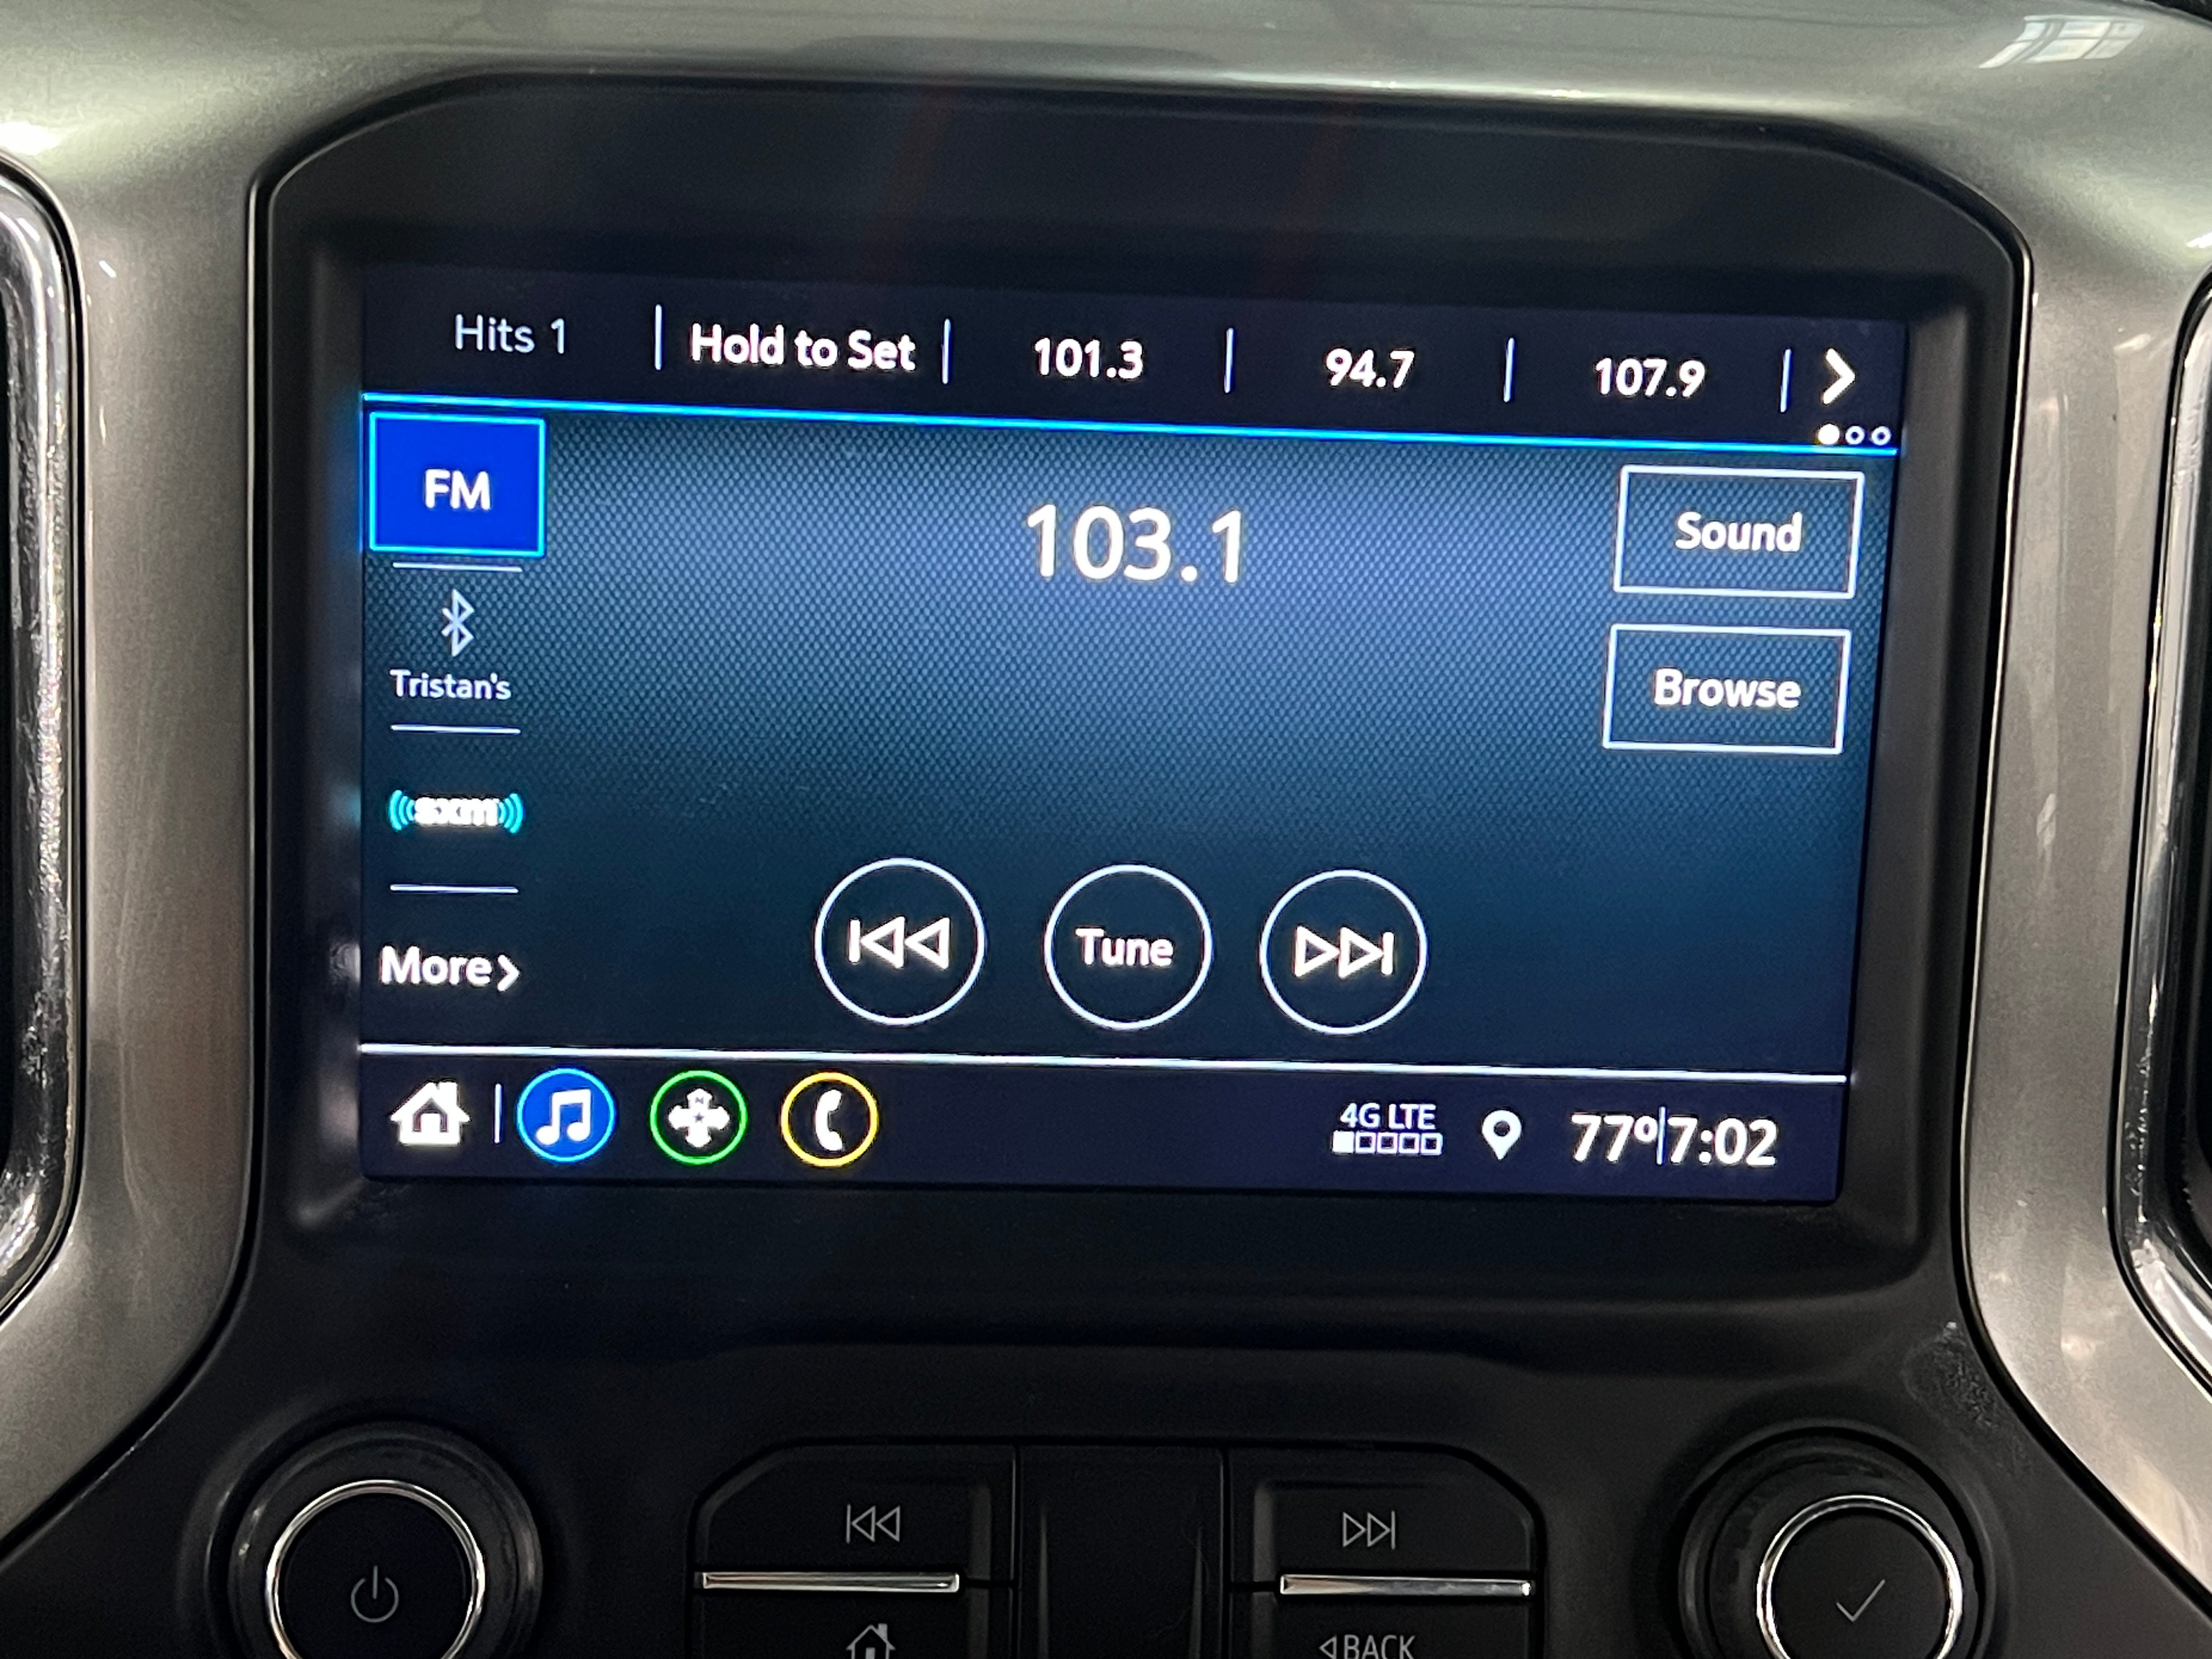 Hits 1 Hold to Set 101.3 94.7 107.9
FM
103.1
Sound
Tristan's
Browse
sxm
More
Tune
4G LTE
77° 7:02
BACK